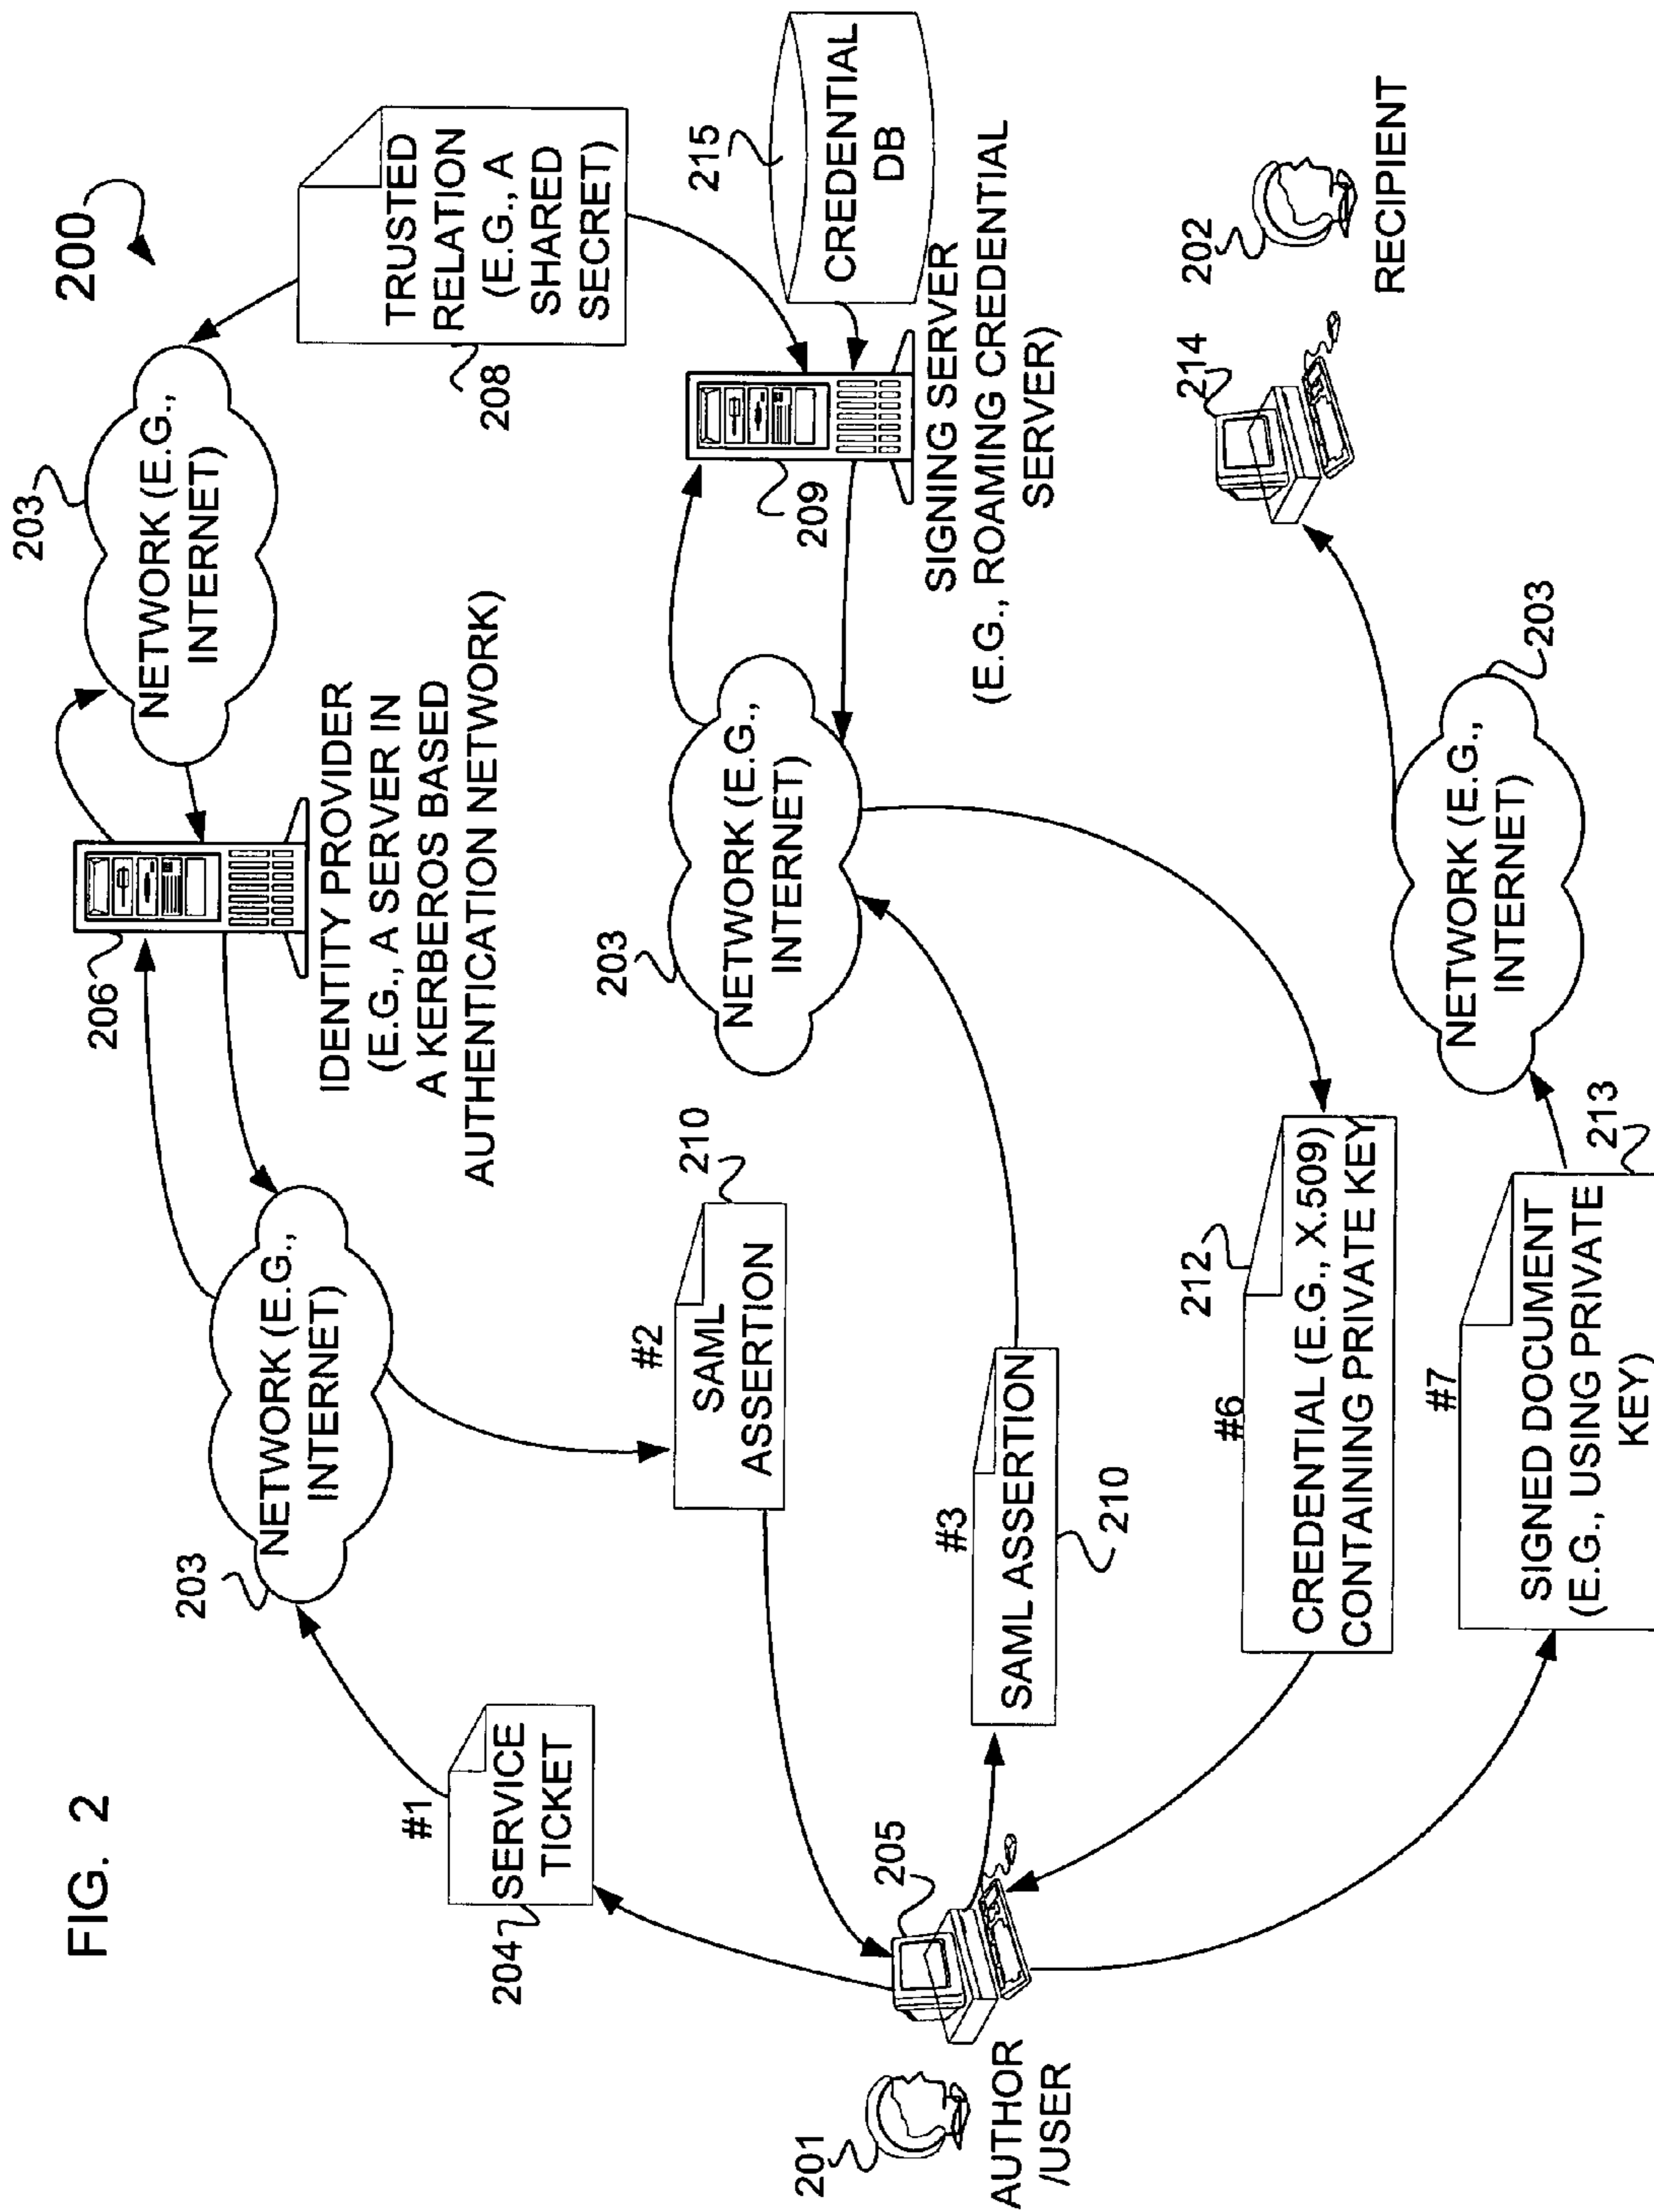 FIG. 2
200
203
NETWORK (E.G.,
INTERNET)
206
IDENTITY PROVIDER
(E.G., A SERVER IN
A KERBEROS BASED
AUTHENTICATION NETWORK)
203
NETWORK (E.G.,
INTERNET)
TRUSTED
RELATION
(E.G., A
SHARED
SECRET)
208
#1
204
SERVICE
TICKET
#2
SAML
ASSERTION
210
203
NETWORK (E.G.,
INTERNET)
209
SIGNING SERVER
(E.G., ROAMING CREDENTIAL
SERVER)
215
CREDENTIAL
DB
201
AUTHOR
/USER
205
#3
SAML ASSERTION
210
#6
212
CREDENTIAL (E.G., X.509)
CONTAINING PRIVATE KEY
#7
SIGNED DOCUMENT
(E.G., USING PRIVATE
KEY)
213
NETWORK (E.G.,
INTERNET)
203
214
202
RECIPIENT